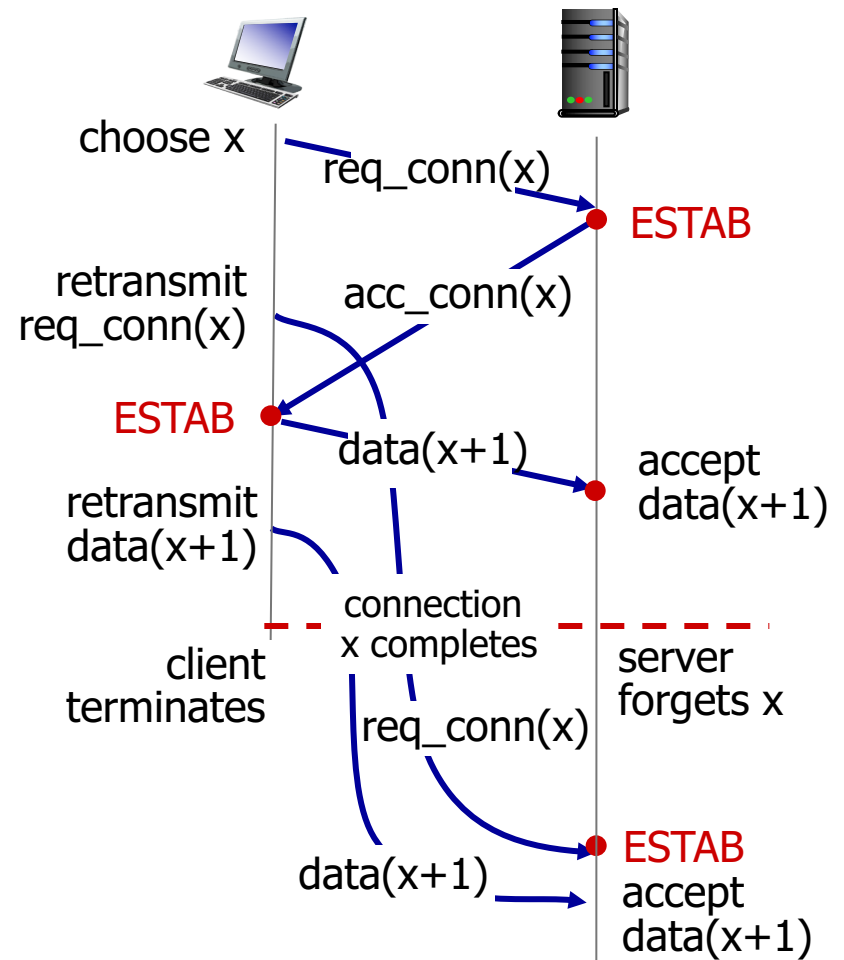 choose x
req_conn(x)
ESTAB
retransmit
req_conn(x)
acc_conn(x)
ESTAB
data(x+1)
accept
data(x+1)
retransmit
data(x+1)
connection
x completes
client
terminates
server
forgets x
req_conn(x)
ESTAB
data(x+1)
accept
data(x+1)